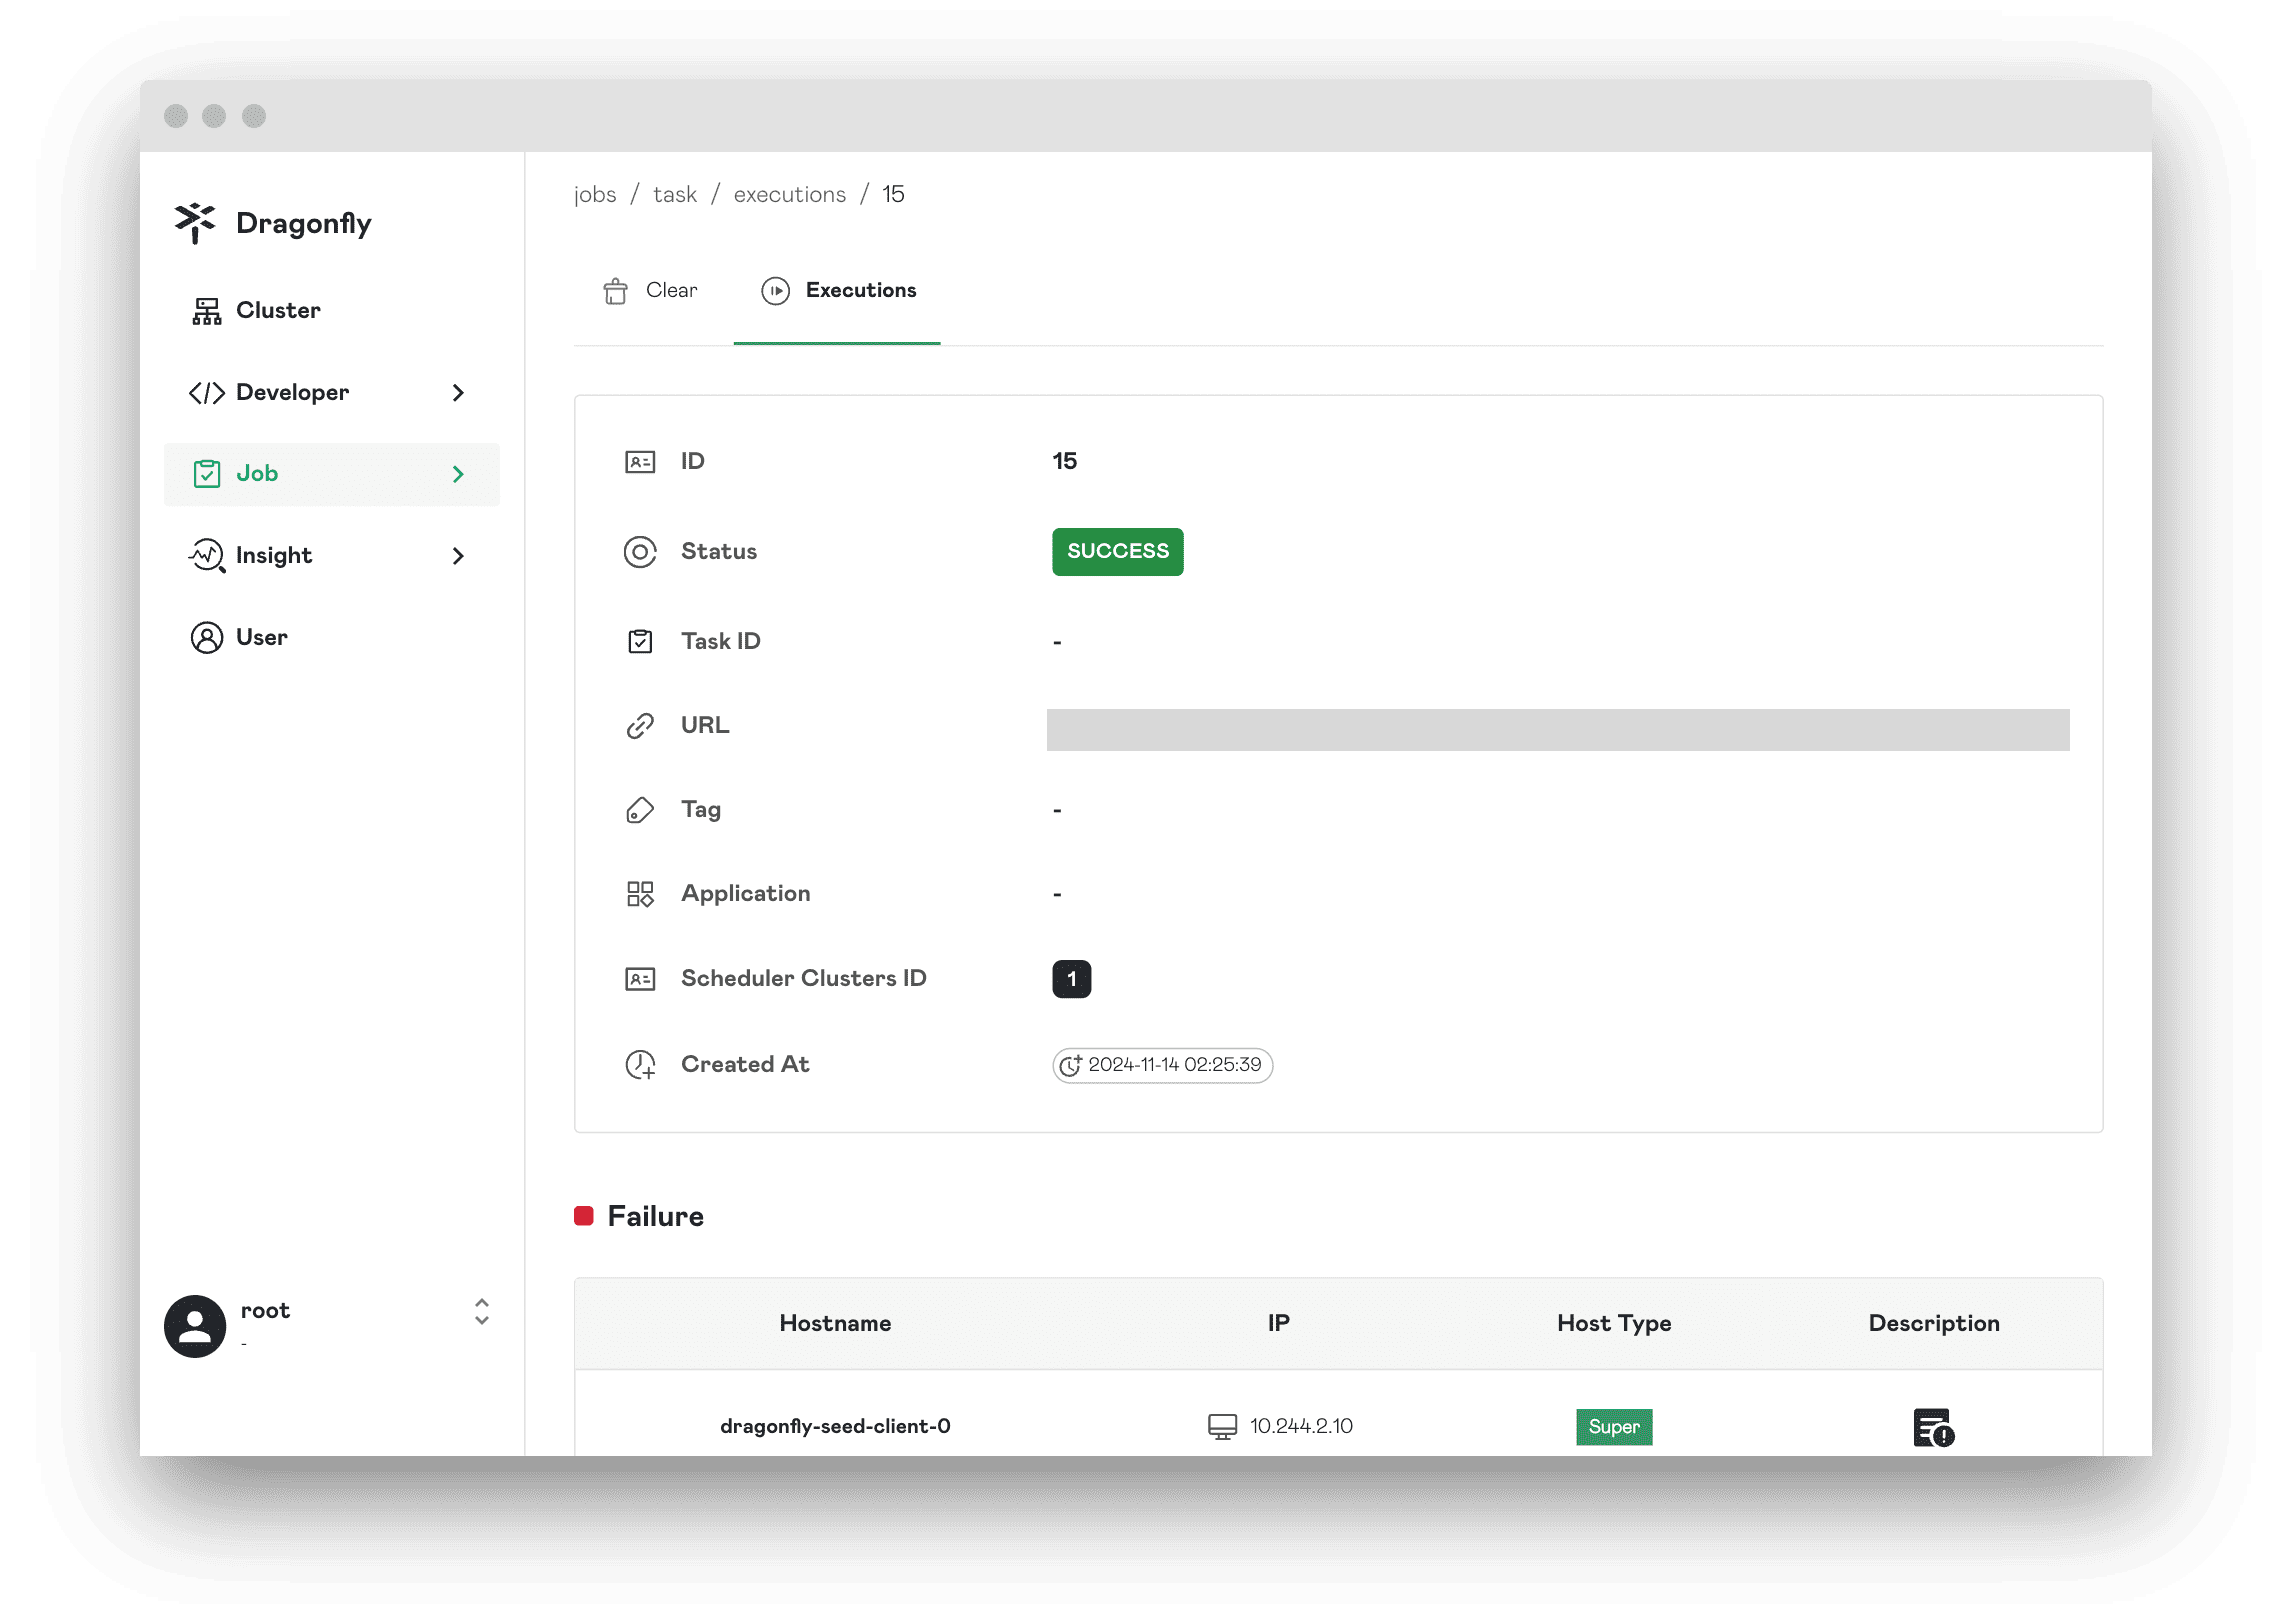 Dragonfly
Cluster
Developer
Job
Insight
User
root
-
jobs / task / executions / 15
Clear
Executions
ID 15
Status SUCCESS
Task ID -
URL
Tag -
Application -
Scheduler Clusters ID 1
Created At 2024-11-14 02:25:39
Failure
Hostname IP Host Type Description
dragonfly-seed-client-0 10.244.2.10 Super